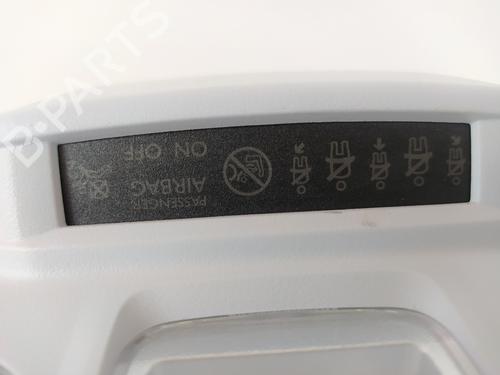 PASSENGER
AIRBAG
ON OFF
B-PARTS